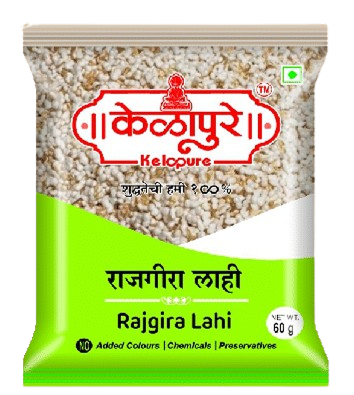 TM
॥केळापुरे॥
Kelapure
शुद्धतेची हमी १००%
राजगीरा लाही
Rajgira Lahi
NET WT.
60 g
NO Added Colours | Chemicals | Preservatives